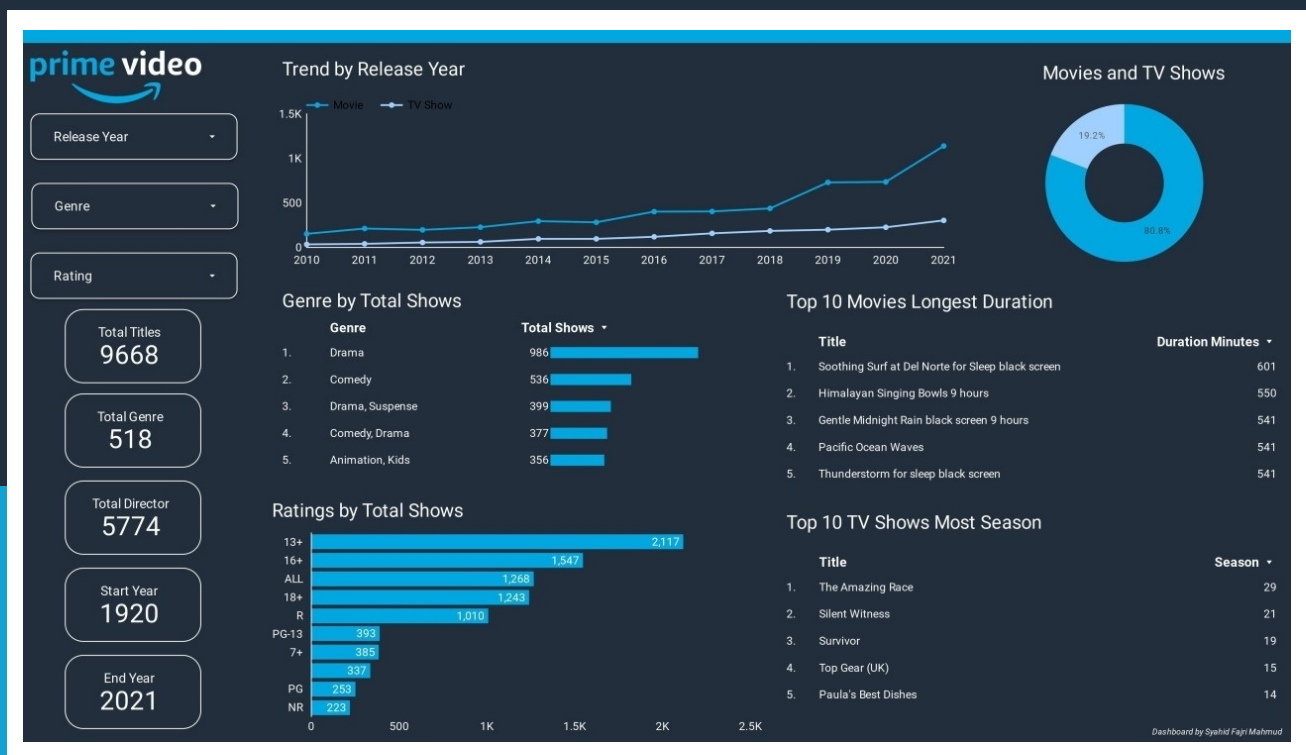 prime video
Release Year
Genre
Rating
Total Titles
9668
Total Genre
518
Total Director
5774
Start Year
1920
End Year
2021
Trend by Release Year
Movie TV Show
1.5K
1K
500
0
2010 2011 2012 2013 2014 2015 2016 2017 2018 2019 2020 2021
Movies and TV Shows
19.2%
80.8%
Genre by Total Shows
Genre Total Shows
1. Drama 986
2. Comedy 536
3. Drama, Suspense 399
4. Comedy, Drama 377
5. Animation, Kids 356
Top 10 Movies Longest Duration
Title Duration Minutes
1. Soothing Surf at Del Norte for Sleep black screen 601
2. Himalayan Singing Bowls 9 hours 550
3. Gentle Midnight Rain black screen 9 hours 541
4. Pacific Ocean Waves 541
5. Thunderstorm for sleep black screen 541
Ratings by Total Shows
13+ 2,117
16+ 1,547
ALL 1,268
18+ 1,243
R 1,010
PG-13 393
7+ 385
337
PG 253
NR 223
0 500 1K 1.5K 2K 2.5K
Top 10 TV Shows Most Season
Title Season
1. The Amazing Race 29
2. Silent Witness 21
3. Survivor 19
4. Top Gear (UK) 15
5. Paula's Best Dishes 14
Dashboard by Syahid Fajri Mahmud